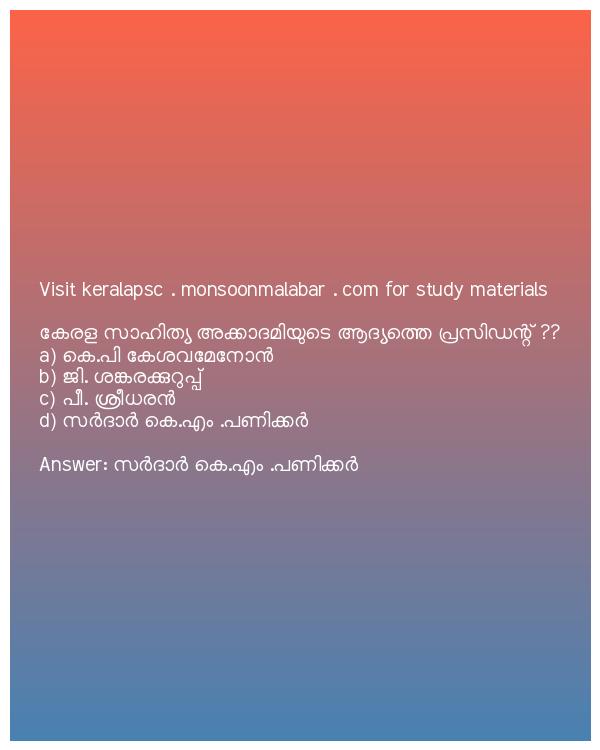 Visit keralapsc . monsoonmalabar . com for study materials
കേരള സാഹിത്യ അക്കാദമിയുടെ ആദ്യത്തെ പ്രസിഡന്റ് ??
a) കെ.പി കേശവമേനോൻ
b) ജി. ശങ്കരക്കുറുപ്പ്
c) പീ. ശ്രീധരൻ
d) സർദാർ കെ.എം .പണിക്കർ
Answer: സർദാർ കെ.എം .പണിക്കർ